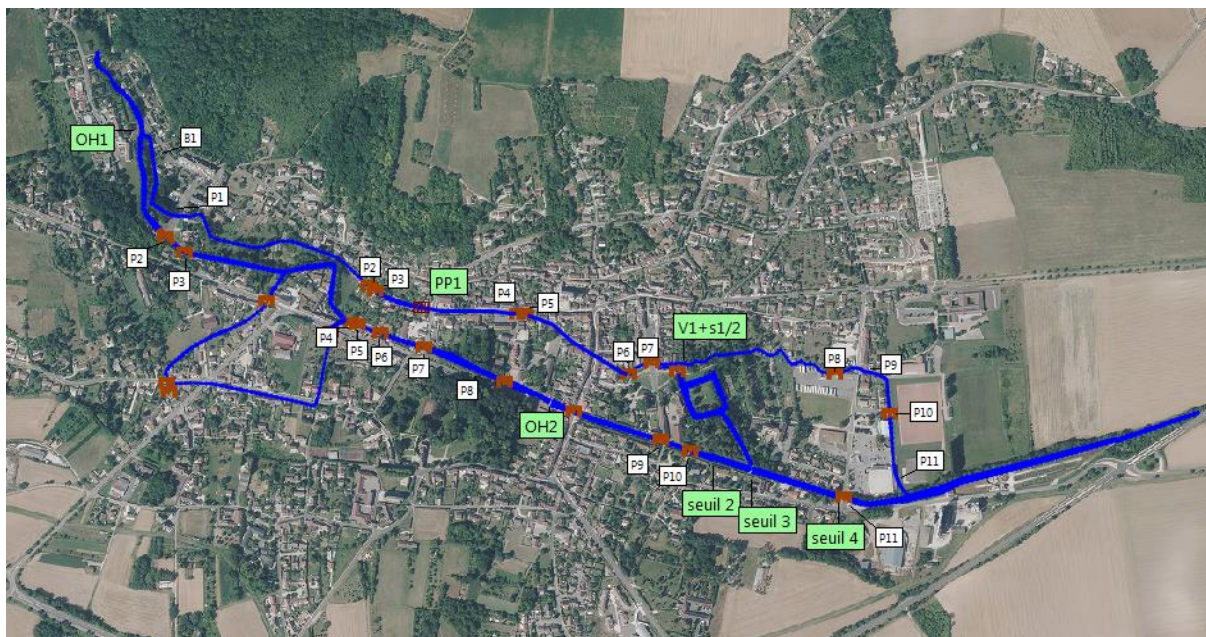 OH1
B1
P1
P2
P3
P2
P3
PP1
P4
P5
P4
P5
P6
P7
P8
OH2
V1+s1/2
P6
P7
P8
P9
P10
P11
P9
P10
seuil 2
seuil 3
seuil 4
P11